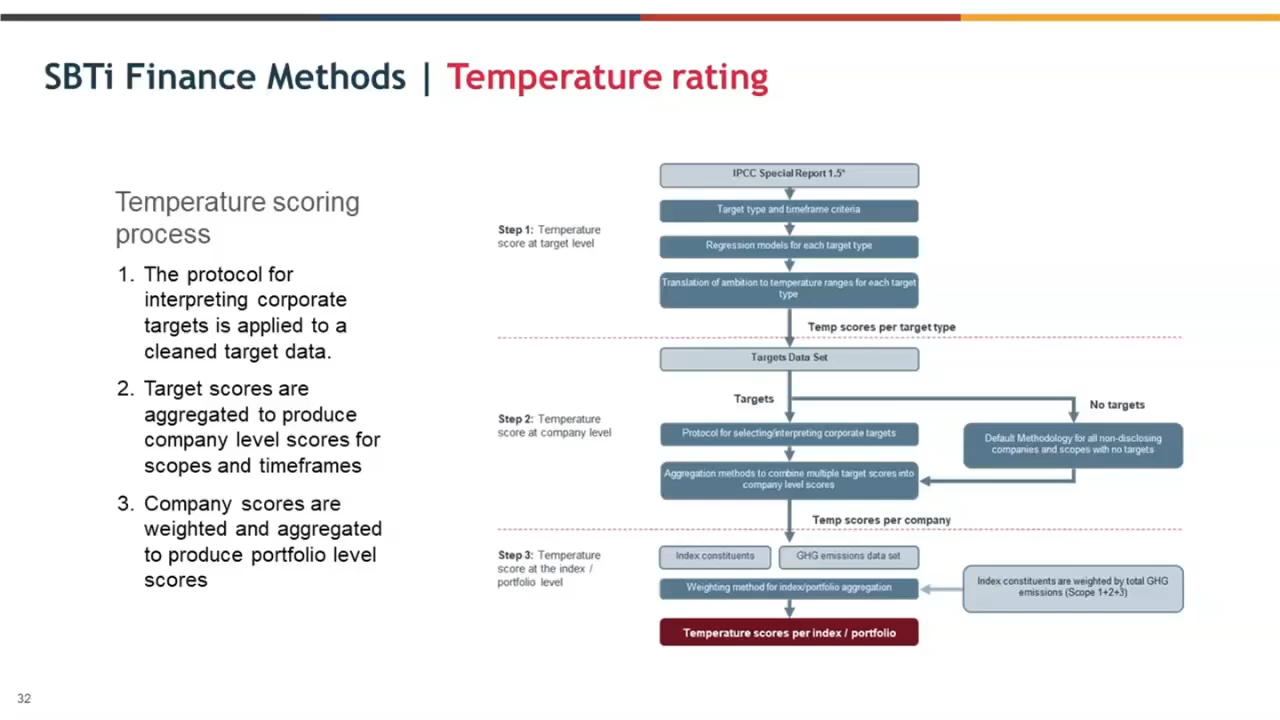 SBTi Finance Methods | Temperature rating
Temperature scoring
process
1. The protocol for
interpreting corporate
targets is applied to a
cleaned target data.
2. Target scores are
aggregated to produce
company level scores for
scopes and timeframes
3. Company scores are
weighted and aggregated
to produce portfolio level
scores
IPCC Special Report 1.5°
Target type and timeframe criteria
Step 1: Temperature
score at target level
Regression models for each target type
Translation of ambition to temperature ranges for each target
type
Temp scores per target type
Targets Data Set
Targets
No targets
Step 2: Temperature
score at company level
Protocol for selecting/interpreting corporate targets
Default Methodology for all non-disclosing
companies and scopes with no targets
Aggregation methods to combine multiple target scores into
company level scores
Temp scores per company
Step 3: Temperature
score at the index /
portfolio level
Index constituents
GHG emissions data set
Weighting method for index/portfolio aggregation
Index constituents are weighted by total GHG
emissions (Scope 1+2+3)
Temperature scores per index / portfolio
32